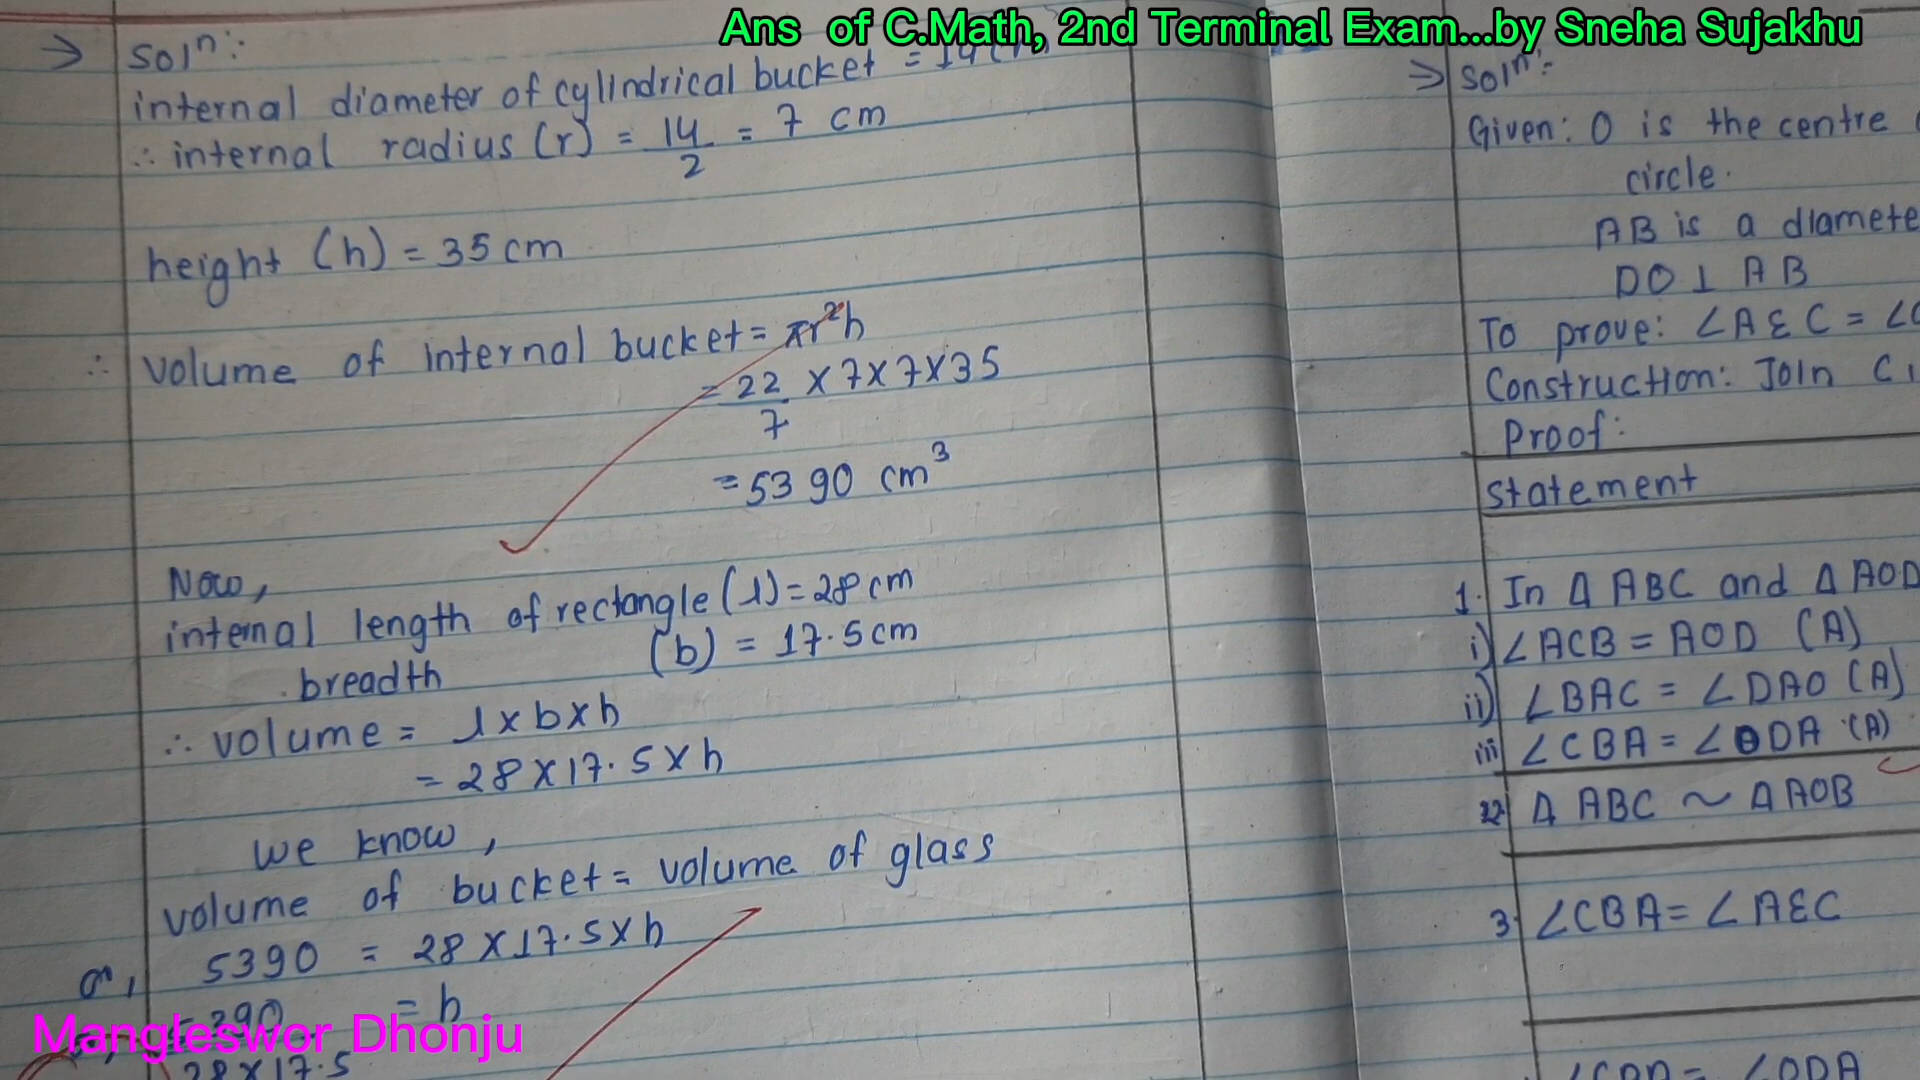 Ans of C.Math, 2nd Terminal Exam...by Sneha Sujakhu
→ Solⁿ:
internal diameter of cylindrical bucket = 14 cm
∴ internal radius (r) = 14/2 = 7 cm
height (h) = 35 cm
∴ volume of internal bucket = πr²h
= 22/7 × 7×7×35
= 5390 cm³
Now,
internal length of rectangle (l) = 28 cm
breadth (b) = 17.5 cm
∴ volume = l×b×h
= 28×17.5×h
we know,
volume of bucket = volume of glass
or, 5390 = 28×17.5×h
5390 = h
28×17.5
Mangleswor Dhonju
→ Solⁿ:
Given: O is the centre
circle.
AB is a diamete
DO⊥AB
To prove: ∠AEC = ∠
Construction: Join C,
Proof:
Statement
1. In Δ ABC and Δ AOD
i) ∠ACB = AOD (A)
ii) ∠BAC = ∠DAO (A)
iii ∠CBA = ∠ODA (A)
2. Δ ABC ~ Δ AOB
3. ∠CBA = ∠AEC
= ∠ODA